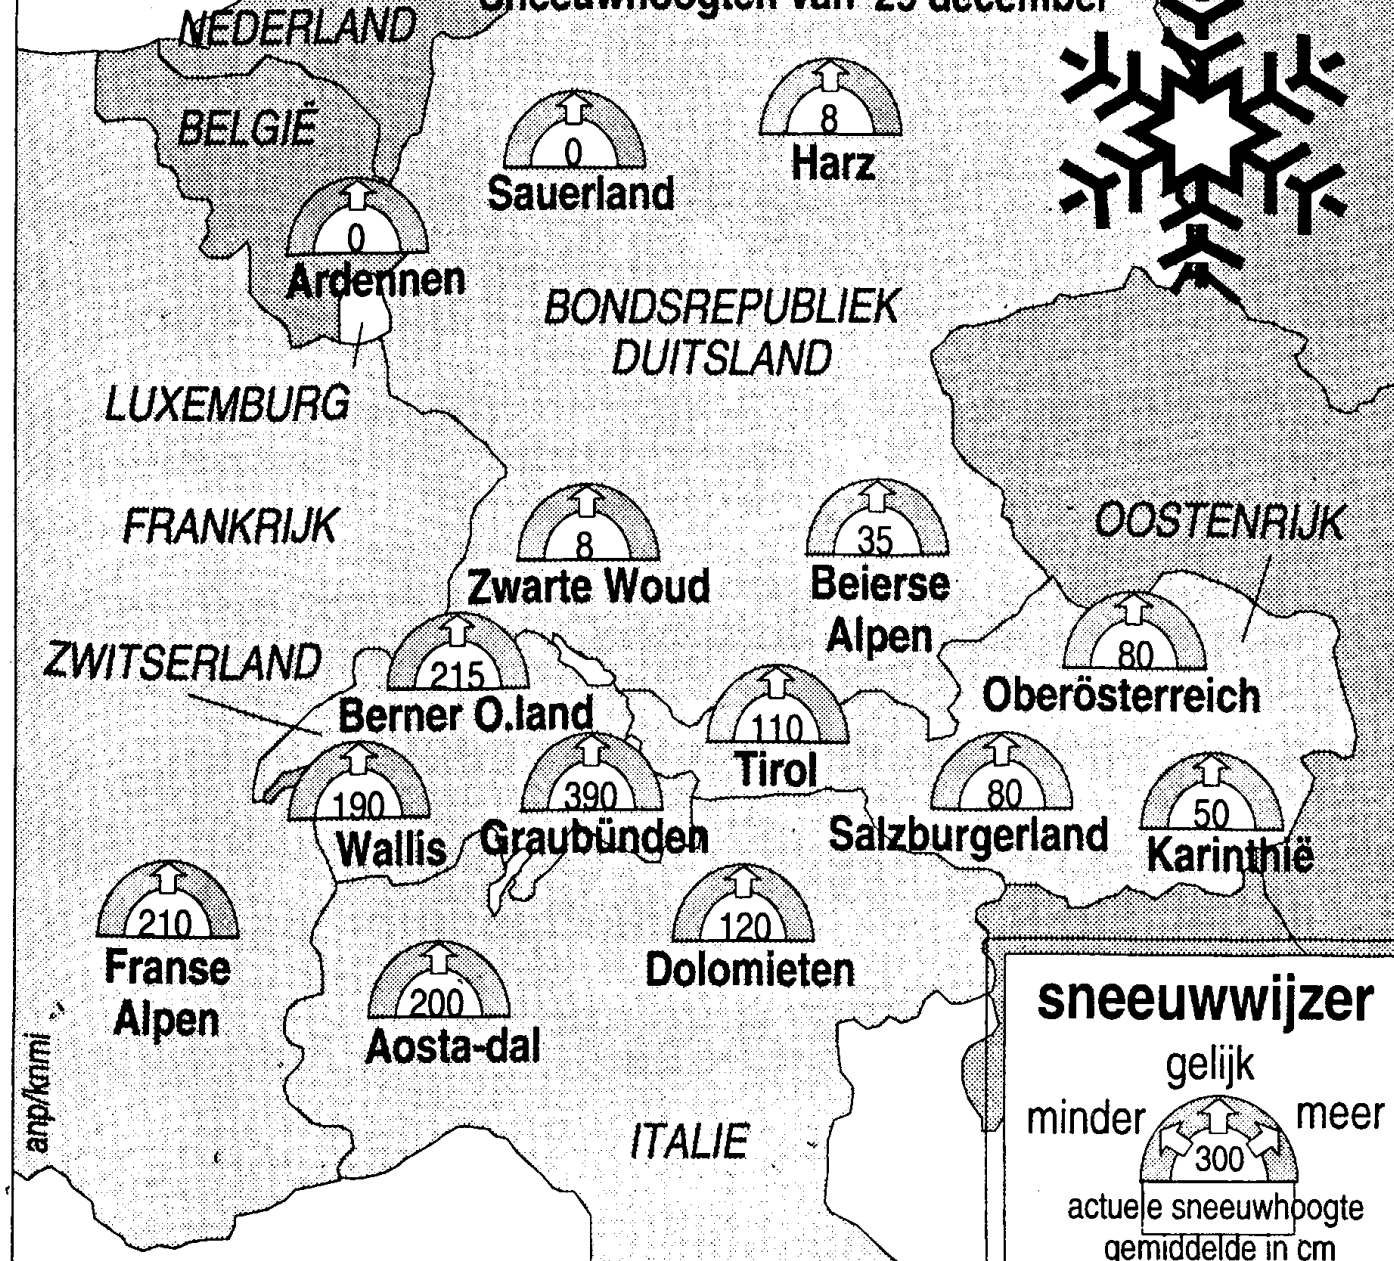 Sneeuwhoogten van 29 december
NEDERLAND
BELGIË
8
Harz
0
Sauerland
0
Ardennen
BONDSREPUBLIEK
DUITSLAND
LUXEMBURG
FRANKRIJK
OOSTENRIJK
8
Zwarte Woud
35
Beierse
Alpen
ZWITSERLAND
215
Berner O.land
80
Oberösterreich
110
Tirol
190
Wallis
390
Graubünden
80
Salzburgerland
50
Karinthië
210
Franse
Alpen
120
Dolomieten
200
Aosta-dal
ITALIE
anp/knmi
sneeuwwijzer
gelijk
minder
meer
300
actuele sneeuwhoogte
gemiddelde in cm